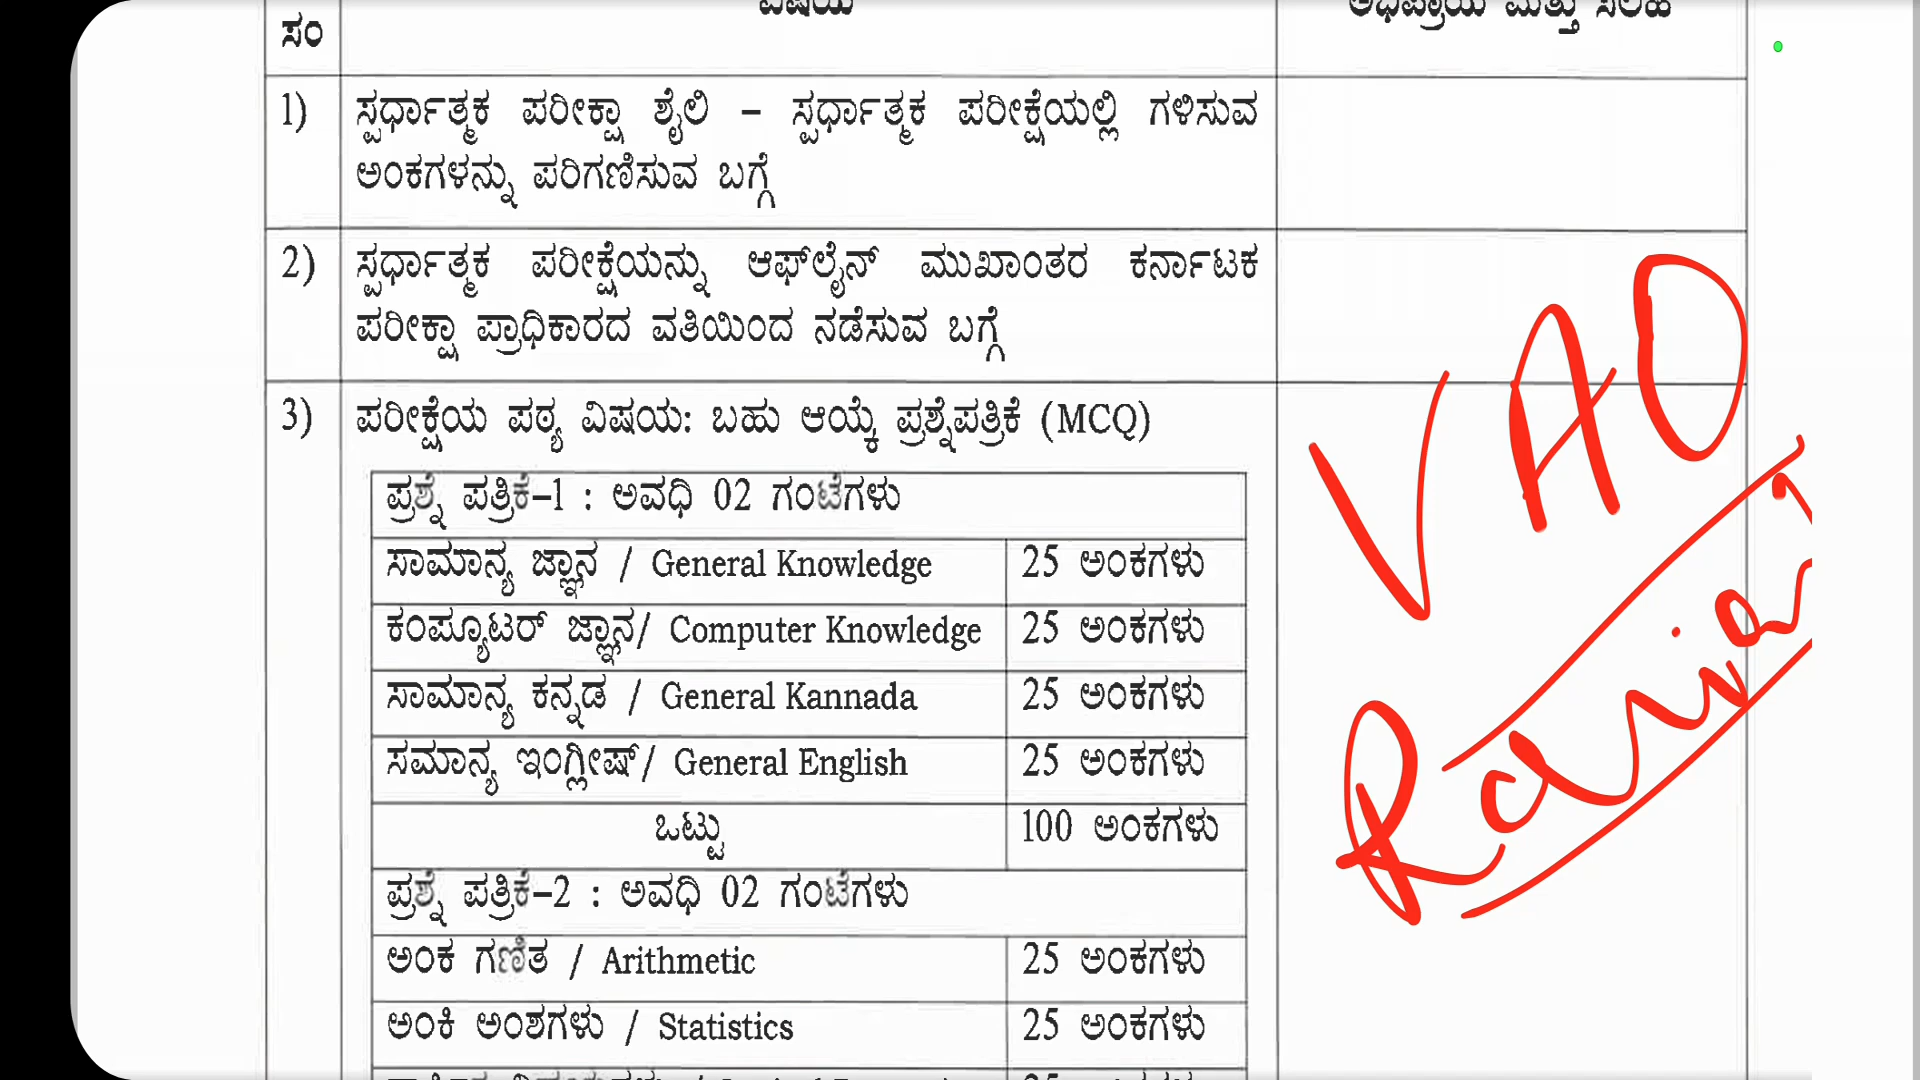 ಸಂ
ವಿಷಯ
ಅಭಿಪ್ರಾಯ ಮತ್ತು ಸಲಹೆ
1) ಸ್ಪರ್ಧಾತ್ಮಕ ಪರೀಕ್ಷಾ ಶೈಲಿ – ಸ್ಪರ್ಧಾತ್ಮಕ ಪರೀಕ್ಷೆಯಲ್ಲಿ ಗಳಿಸುವ
ಅಂಕಗಳನ್ನು ಪರಿಗಣಿಸುವ ಬಗ್ಗೆ
2) ಸ್ಪರ್ಧಾತ್ಮಕ ಪರೀಕ್ಷೆಯನ್ನು ಆಫ್‌ಲೈನ್ ಮುಖಾಂತರ ಕರ್ನಾಟಕ
ಪರೀಕ್ಷಾ ಪ್ರಾಧಿಕಾರದ ವತಿಯಿಂದ ನಡೆಸುವ ಬಗ್ಗೆ
3) ಪರೀಕ್ಷೆಯ ಪಠ್ಯ ವಿಷಯ: ಬಹು ಆಯ್ಕೆ ಪ್ರಶ್ನೆಪತ್ರಿಕೆ (MCQ)
ಪ್ರಶ್ನೆ ಪತ್ರಿಕೆ–1 : ಅವಧಿ 02 ಗಂಟೆಗಳು
ಸಾಮಾನ್ಯ ಜ್ಞಾನ / General Knowledge 25 ಅಂಕಗಳು
ಕಂಪ್ಯೂಟರ್ ಜ್ಞಾನ/ Computer Knowledge 25 ಅಂಕಗಳು
ಸಾಮಾನ್ಯ ಕನ್ನಡ / General Kannada 25 ಅಂಕಗಳು
ಸಮಾನ್ಯ ಇಂಗ್ಲೀಷ್/ General English 25 ಅಂಕಗಳು
ಒಟ್ಟು 100 ಅಂಕಗಳು
ಪ್ರಶ್ನೆ ಪತ್ರಿಕೆ–2 : ಅವಧಿ 02 ಗಂಟೆಗಳು
ಅಂಕ ಗಣಿತ / Arithmetic 25 ಅಂಕಗಳು
ಅಂಕಿ ಅಂಶಗಳು / Statistics 25 ಅಂಕಗಳು
VAO